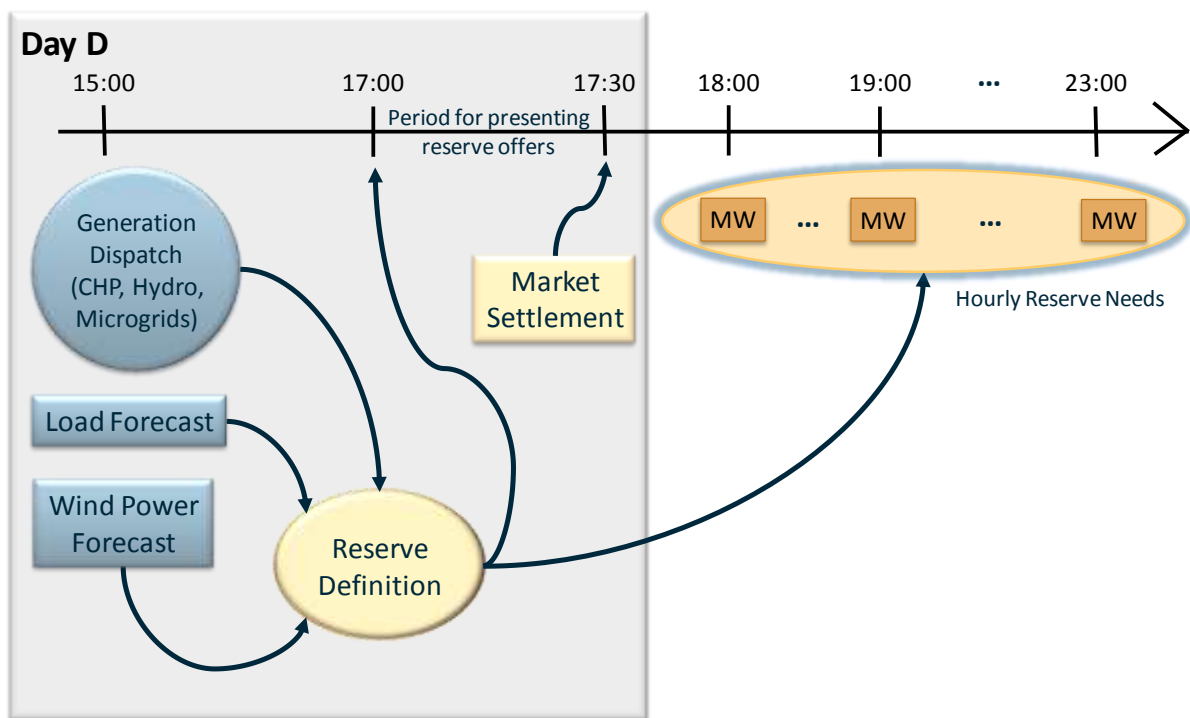 Day D
15:00
17:00
17:30
18:00
19:00
...
23:00
Period for presenting
reserve offers
Generation
Dispatch
(CHP, Hydro,
Microgrids)
Market
Settlement
MW
...
MW
...
MW
Hourly Reserve Needs
Load Forecast
Wind Power
Forecast
Reserve
Definition